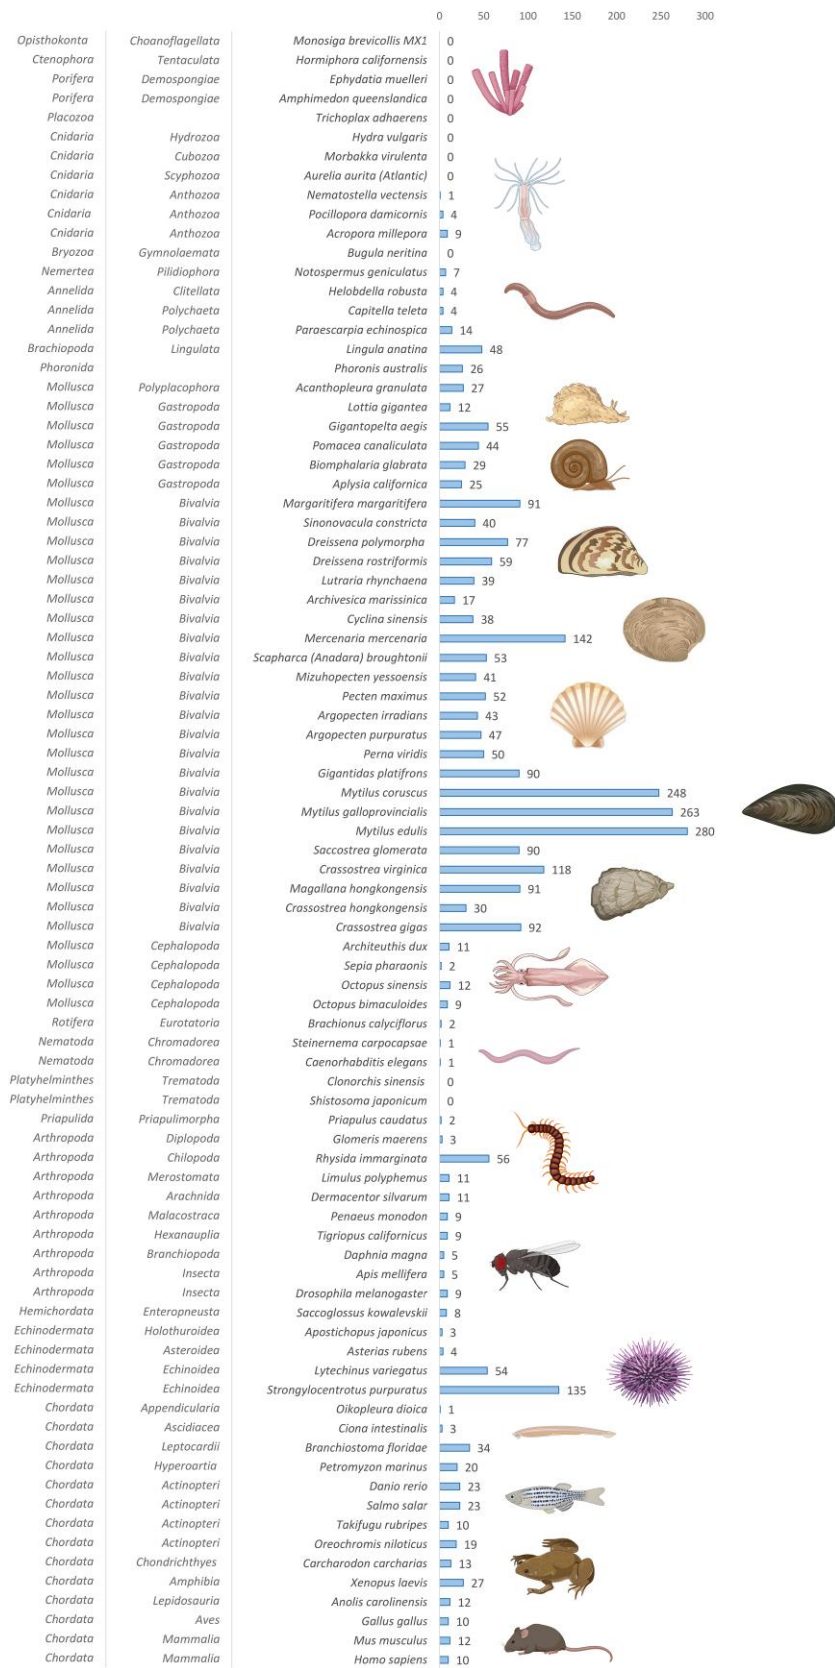 0 50 100 150 200 250 300
Opisthokonta Choanoflagellata Monosiga brevicollis MX1 0
Ctenophora Tentaculata Hormiphora californensis 0
Porifera Demospongiae Ephydatia muelleri 0
Porifera Demospongiae Amphimedon queenslandica 0
Placozoa Trichoplax adhaerens 0
Cnidaria Hydrozoa Hydra vulgaris 0
Cnidaria Cubozoa Morbakka virulenta 0
Cnidaria Scyphozoa Aurelia aurita (Atlantic) 0
Cnidaria Anthozoa Nematostella vectensis 1
Cnidaria Anthozoa Pocillopora damicornis 4
Cnidaria Anthozoa Acropora millepora 9
Bryozoa Gymnolaemata Bugula neritina 0
Nemertea Pilidiophora Notospermus geniculatus 7
Annelida Clitellata Helobdella robusta 4
Annelida Polychaeta Capitella teleta 4
Annelida Polychaeta Paraescarpia echinospica 14
Brachiopoda Lingulata Lingula anatina 48
Phoronida Phoronis australis 26
Mollusca Polyplacophora Acanthopleura granulata 27
Mollusca Gastropoda Lottia gigantea 12
Mollusca Gastropoda Gigantopelta aegis 55
Mollusca Gastropoda Pomacea canaliculata 44
Mollusca Gastropoda Biomphalaria glabrata 29
Mollusca Gastropoda Aplysia californica 25
Mollusca Bivalvia Margaritifera margaritifera 91
Mollusca Bivalvia Sinonovacula constricta 40
Mollusca Bivalvia Dreissena polymorpha 77
Mollusca Bivalvia Dreissena rostriformis 59
Mollusca Bivalvia Lutraria rhynchaena 39
Mollusca Bivalvia Archivesica marissinica 17
Mollusca Bivalvia Cyclina sinensis 38
Mollusca Bivalvia Mercenaria mercenaria 142
Mollusca Bivalvia Scapharca (Anadara) broughtonii 53
Mollusca Bivalvia Mizuhopecten yessoensis 41
Mollusca Bivalvia Pecten maximus 52
Mollusca Bivalvia Argopecten irradians 43
Mollusca Bivalvia Argopecten purpuratus 47
Mollusca Bivalvia Perna viridis 50
Mollusca Bivalvia Gigantidas platifrons 90
Mollusca Bivalvia Mytilus coruscus 248
Mollusca Bivalvia Mytilus galloprovincialis 263
Mollusca Bivalvia Mytilus edulis 280
Mollusca Bivalvia Saccostrea glomerata 90
Mollusca Bivalvia Crassostrea virginica 118
Mollusca Bivalvia Magallana hongkongensis 91
Mollusca Bivalvia Crassostrea hongkongensis 30
Mollusca Bivalvia Crassostrea gigas 92
Mollusca Cephalopoda Architeuthis dux 11
Mollusca Cephalopoda Sepia pharaonis 2
Mollusca Cephalopoda Octopus sinensis 12
Mollusca Cephalopoda Octopus bimaculoides 9
Rotifera Eurotatoria Brachionus calyciflorus 2
Nematoda Chromadorea Steinernema carpocapsae 1
Nematoda Chromadorea Caenorhabditis elegans 1
Platyhelminthes Trematoda Clonorchis sinensis 0
Platyhelminthes Trematoda Shistosoma japonicum 0
Priapulida Priapulimorpha Priapulus caudatus 2
Arthropoda Diplopoda Glomeris maerens 3
Arthropoda Chilopoda Rhysida immarginata 56
Arthropoda Merostomata Limulus polyphemus 11
Arthropoda Arachnida Dermacentor silvarum 11
Arthropoda Malacostraca Penaeus monodon 9
Arthropoda Hexanauplia Tigriopus californicus 9
Arthropoda Branchiopoda Daphnia magna 5
Arthropoda Insecta Apis mellifera 5
Arthropoda Insecta Drosophila melanogaster 9
Hemichordata Enteropneusta Saccoglossus kowalevskii 8
Echinodermata Holothuroidea Apostichopus japonicus 3
Echinodermata Asteroidea Asterias rubens 4
Echinodermata Echinoidea Lytechinus variegatus 54
Echinodermata Echinoidea Strongylocentrotus purpuratus 135
Chordata Appendicularia Oikopleura dioica 1
Chordata Ascidiacea Ciona intestinalis 3
Chordata Leptocardii Branchiostoma floridae 34
Chordata Hyperoartia Petromyzon marinus 20
Chordata Actinopteri Danio rerio 23
Chordata Actinopteri Salmo salar 23
Chordata Actinopteri Takifugu rubripes 10
Chordata Actinopteri Oreochromis niloticus 19
Chordata Chondrichthyes Carcharodon carcharias 13
Chordata Amphibia Xenopus laevis 27
Chordata Lepidosauria Anolis carolinensis 12
Chordata Aves Gallus gallus 10
Chordata Mammalia Mus musculus 12
Chordata Mammalia Homo sapiens 10